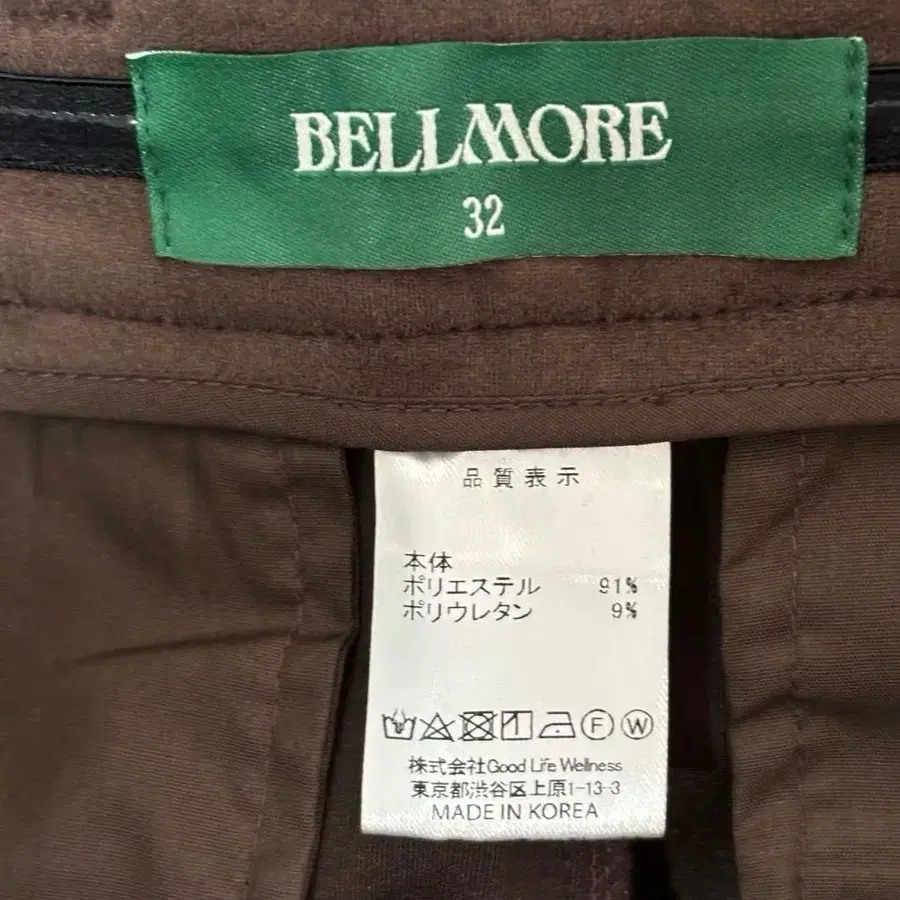 BELLMORE
32
品質表示
本体
ポリエステル 91%
ポリウレタン 9%
F W
株式会社Good Life Wellness
東京都渋谷区上原1-13-3
MADE IN KOREA